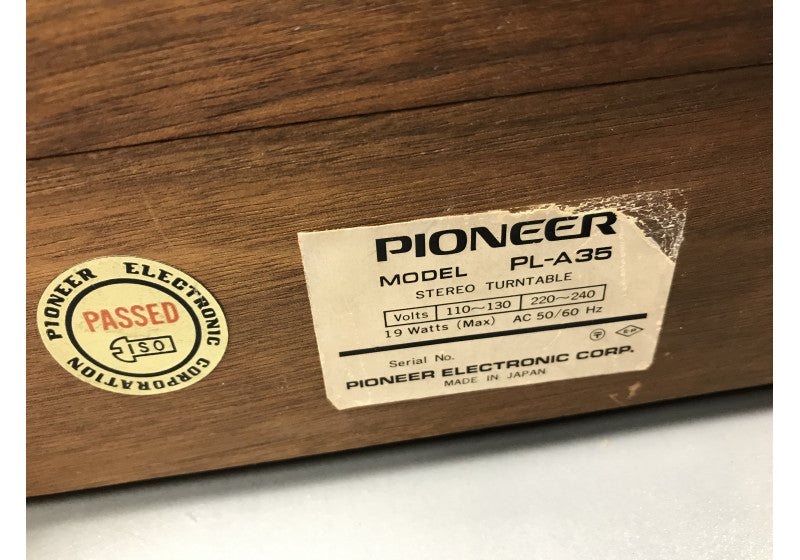 PIONEER ELECTRONIC CORPORATION
PASSED
ISO
PIONEER
MODEL PL-A35
STEREO TURNTABLE
Volts 110~130 220~240
19 Watts (Max) AC 50/60 Hz
Serial No.
PIONEER ELECTRONIC CORP.
MADE IN JAPAN